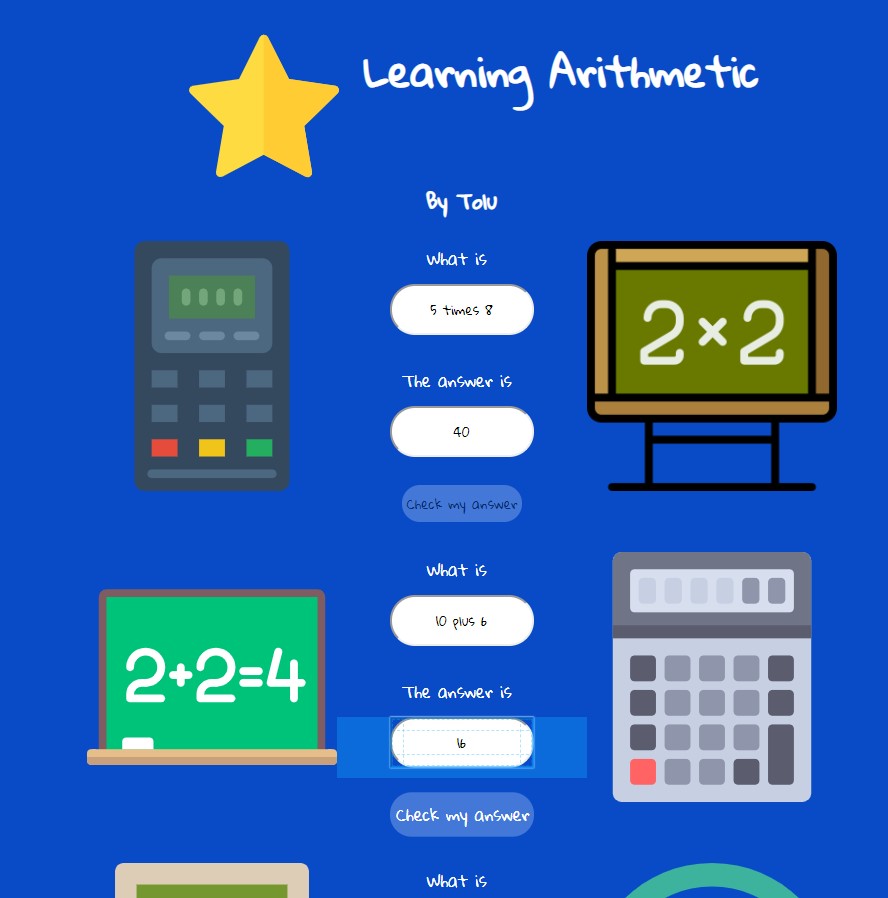 Learning Arithmetic
By Tolu
What is
5 times 8
2×2
The answer is
40
Check my answer
What is
10 plus 6
2+2=4
The answer is
16
Check my answer
What is